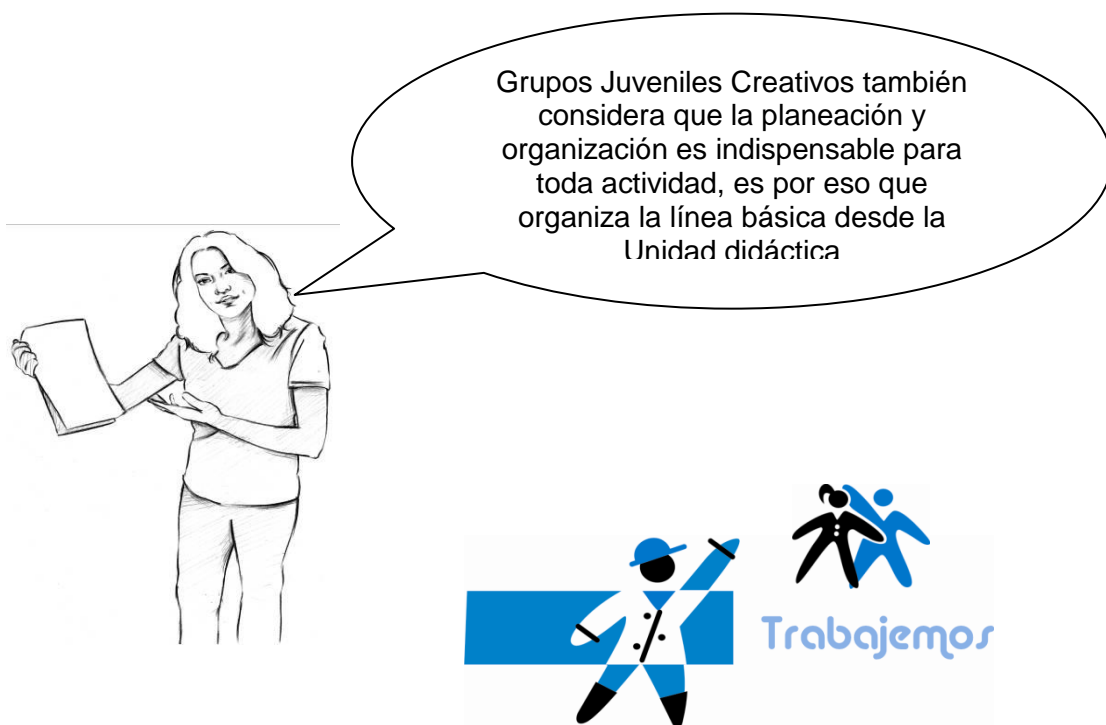 Grupos Juveniles Creativos también
considera que la planeación y
organización es indispensable para
toda actividad, es por eso que
organiza la línea básica desde la
Unidad didáctica
Trabajemos